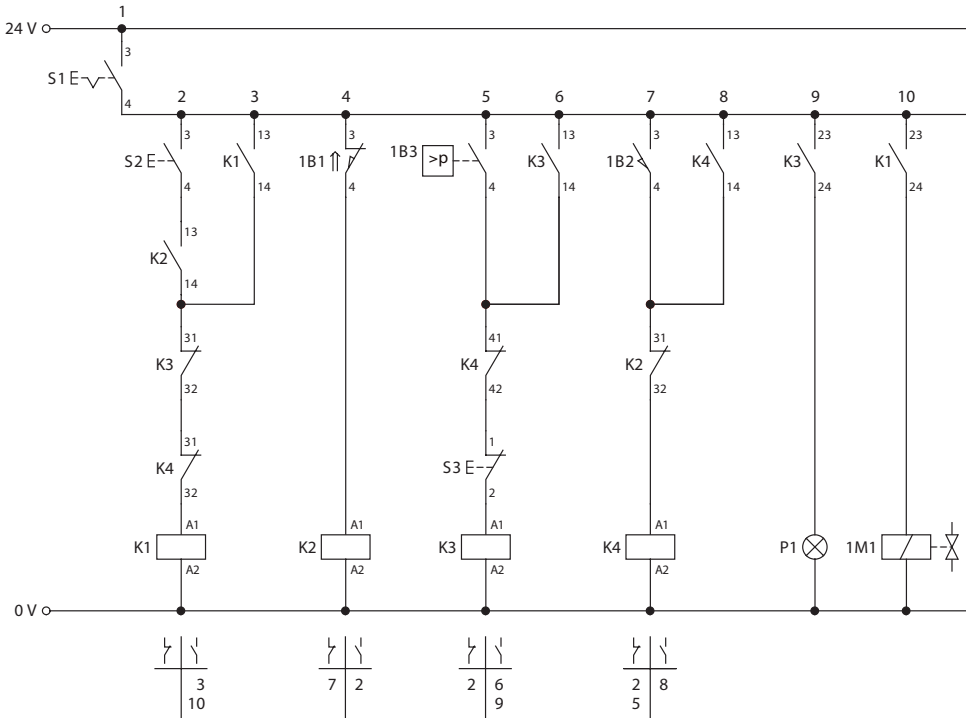 1
24 V
3
S1
4
2 3 4 5 6 7 8 9 10
3 13 3 3 13 3 13 23 23
S2 K1 1B1 1B3 >p K3 1B2 K4 K3 K1
4 14 4 4 14 4 14 24 24
13
K2
14
31 41 31
K3 K4 K2
32 42 32
31 1
K4 S3
32 2
A1 A1 A1 A1
K1 K2 K3 K4 P1 1M1
A2 A2 A2 A2
0 V
3 7 2 2 6 2 8
10 9 5